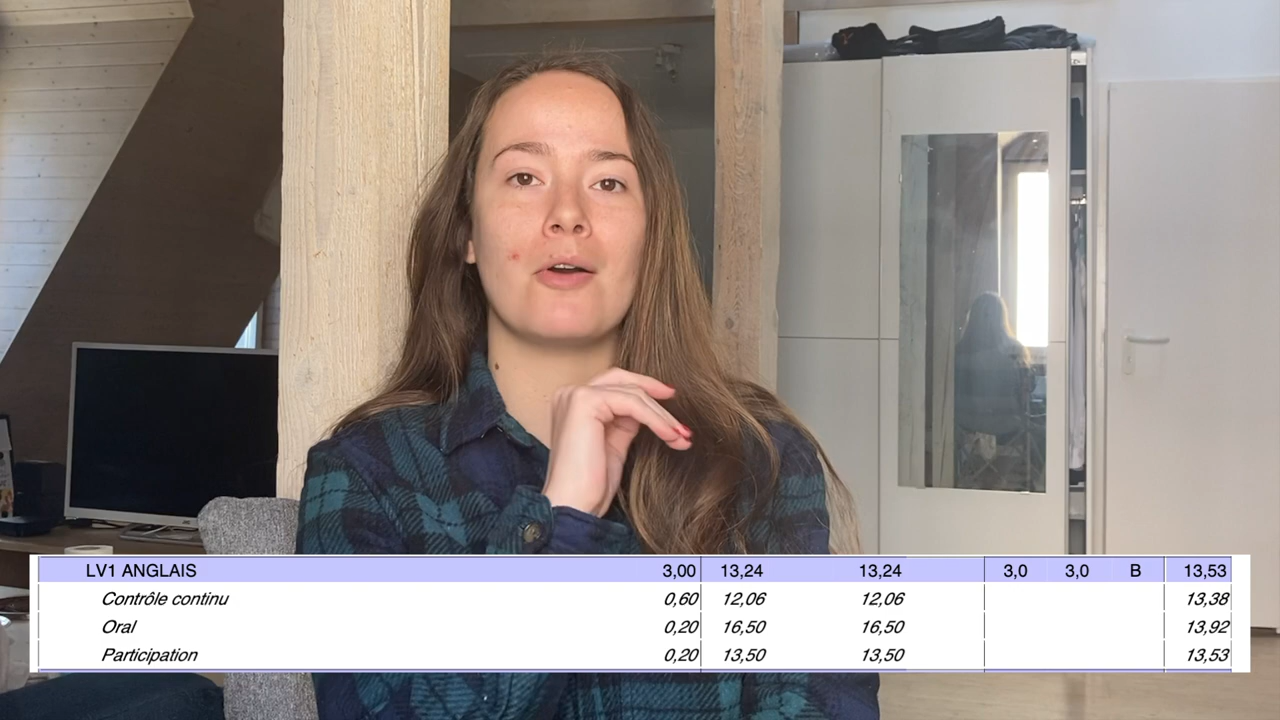 LV1 ANGLAIS 3,00 13,24 13,24 3,0 3,0 B 13,53
Contrôle continu 0,60 12,06 12,06 13,38
Oral 0,20 16,50 16,50 13,92
Participation 0,20 13,50 13,50 13,53